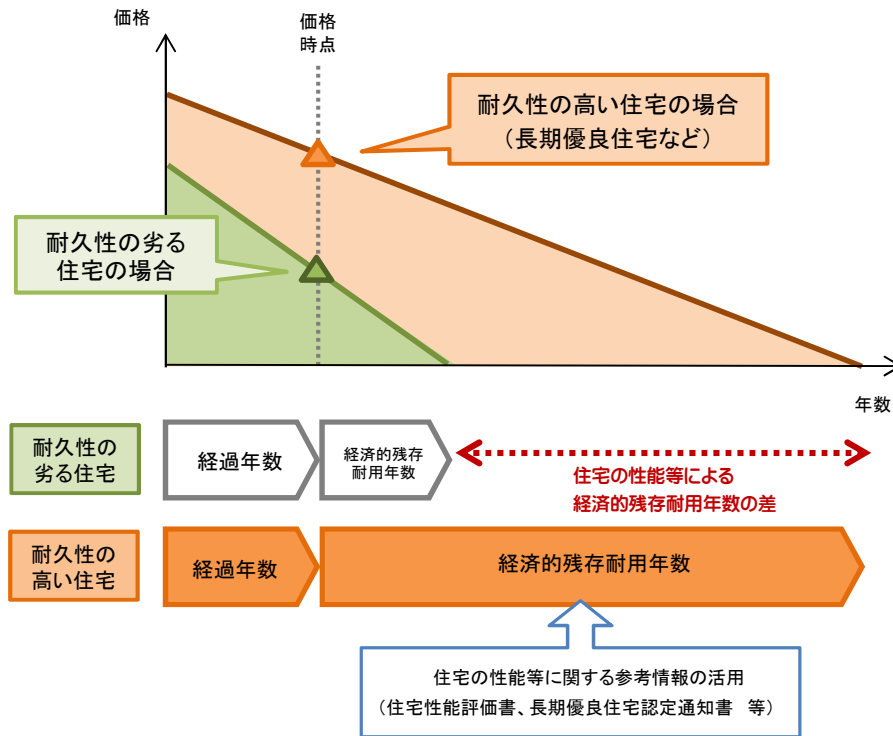 価格
価格
時点
耐久性の高い住宅の場合
（長期優良住宅など）
耐久性の劣る
住宅の場合
年数
耐久性の
劣る住宅
経過年数
経済的残存
耐用年数
住宅の性能等による
経済的残存耐用年数の差
耐久性の
高い住宅
経過年数
経済的残存耐用年数
住宅の性能等に関する参考情報の活用
（住宅性能評価書、長期優良住宅認定通知書　等）